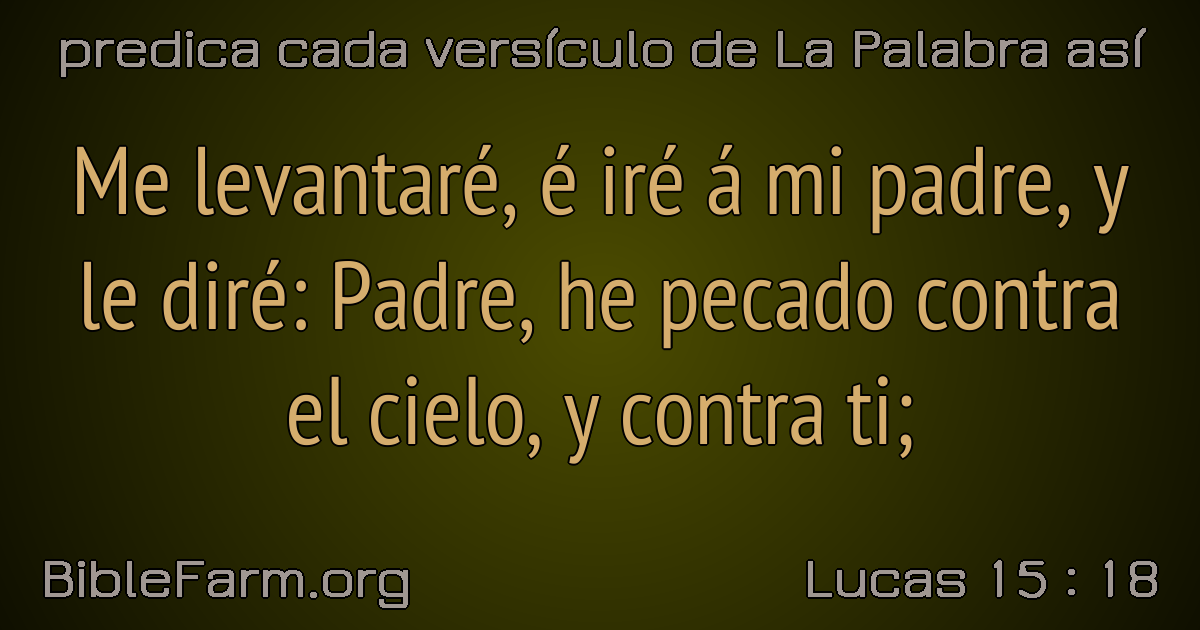 predica cada versículo de La Palabra así
Me levantaré, é iré á mi padre, y
le diré: Padre, he pecado contra
el cielo, y contra ti;
BibleFarm.org
Lucas 15 : 18